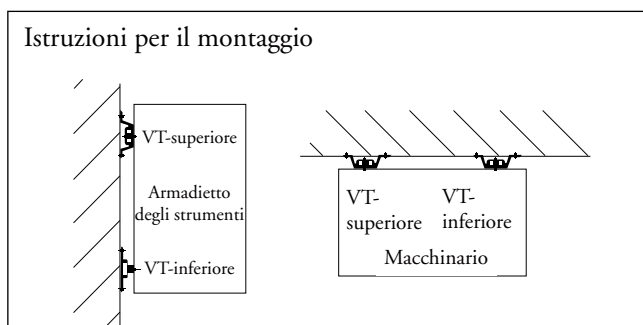 Istruzioni per il montaggio
VT-superiore
Armadietto
degli strumenti
VT-inferiore
VT-
superiore
VT-
inferiore
Macchinario